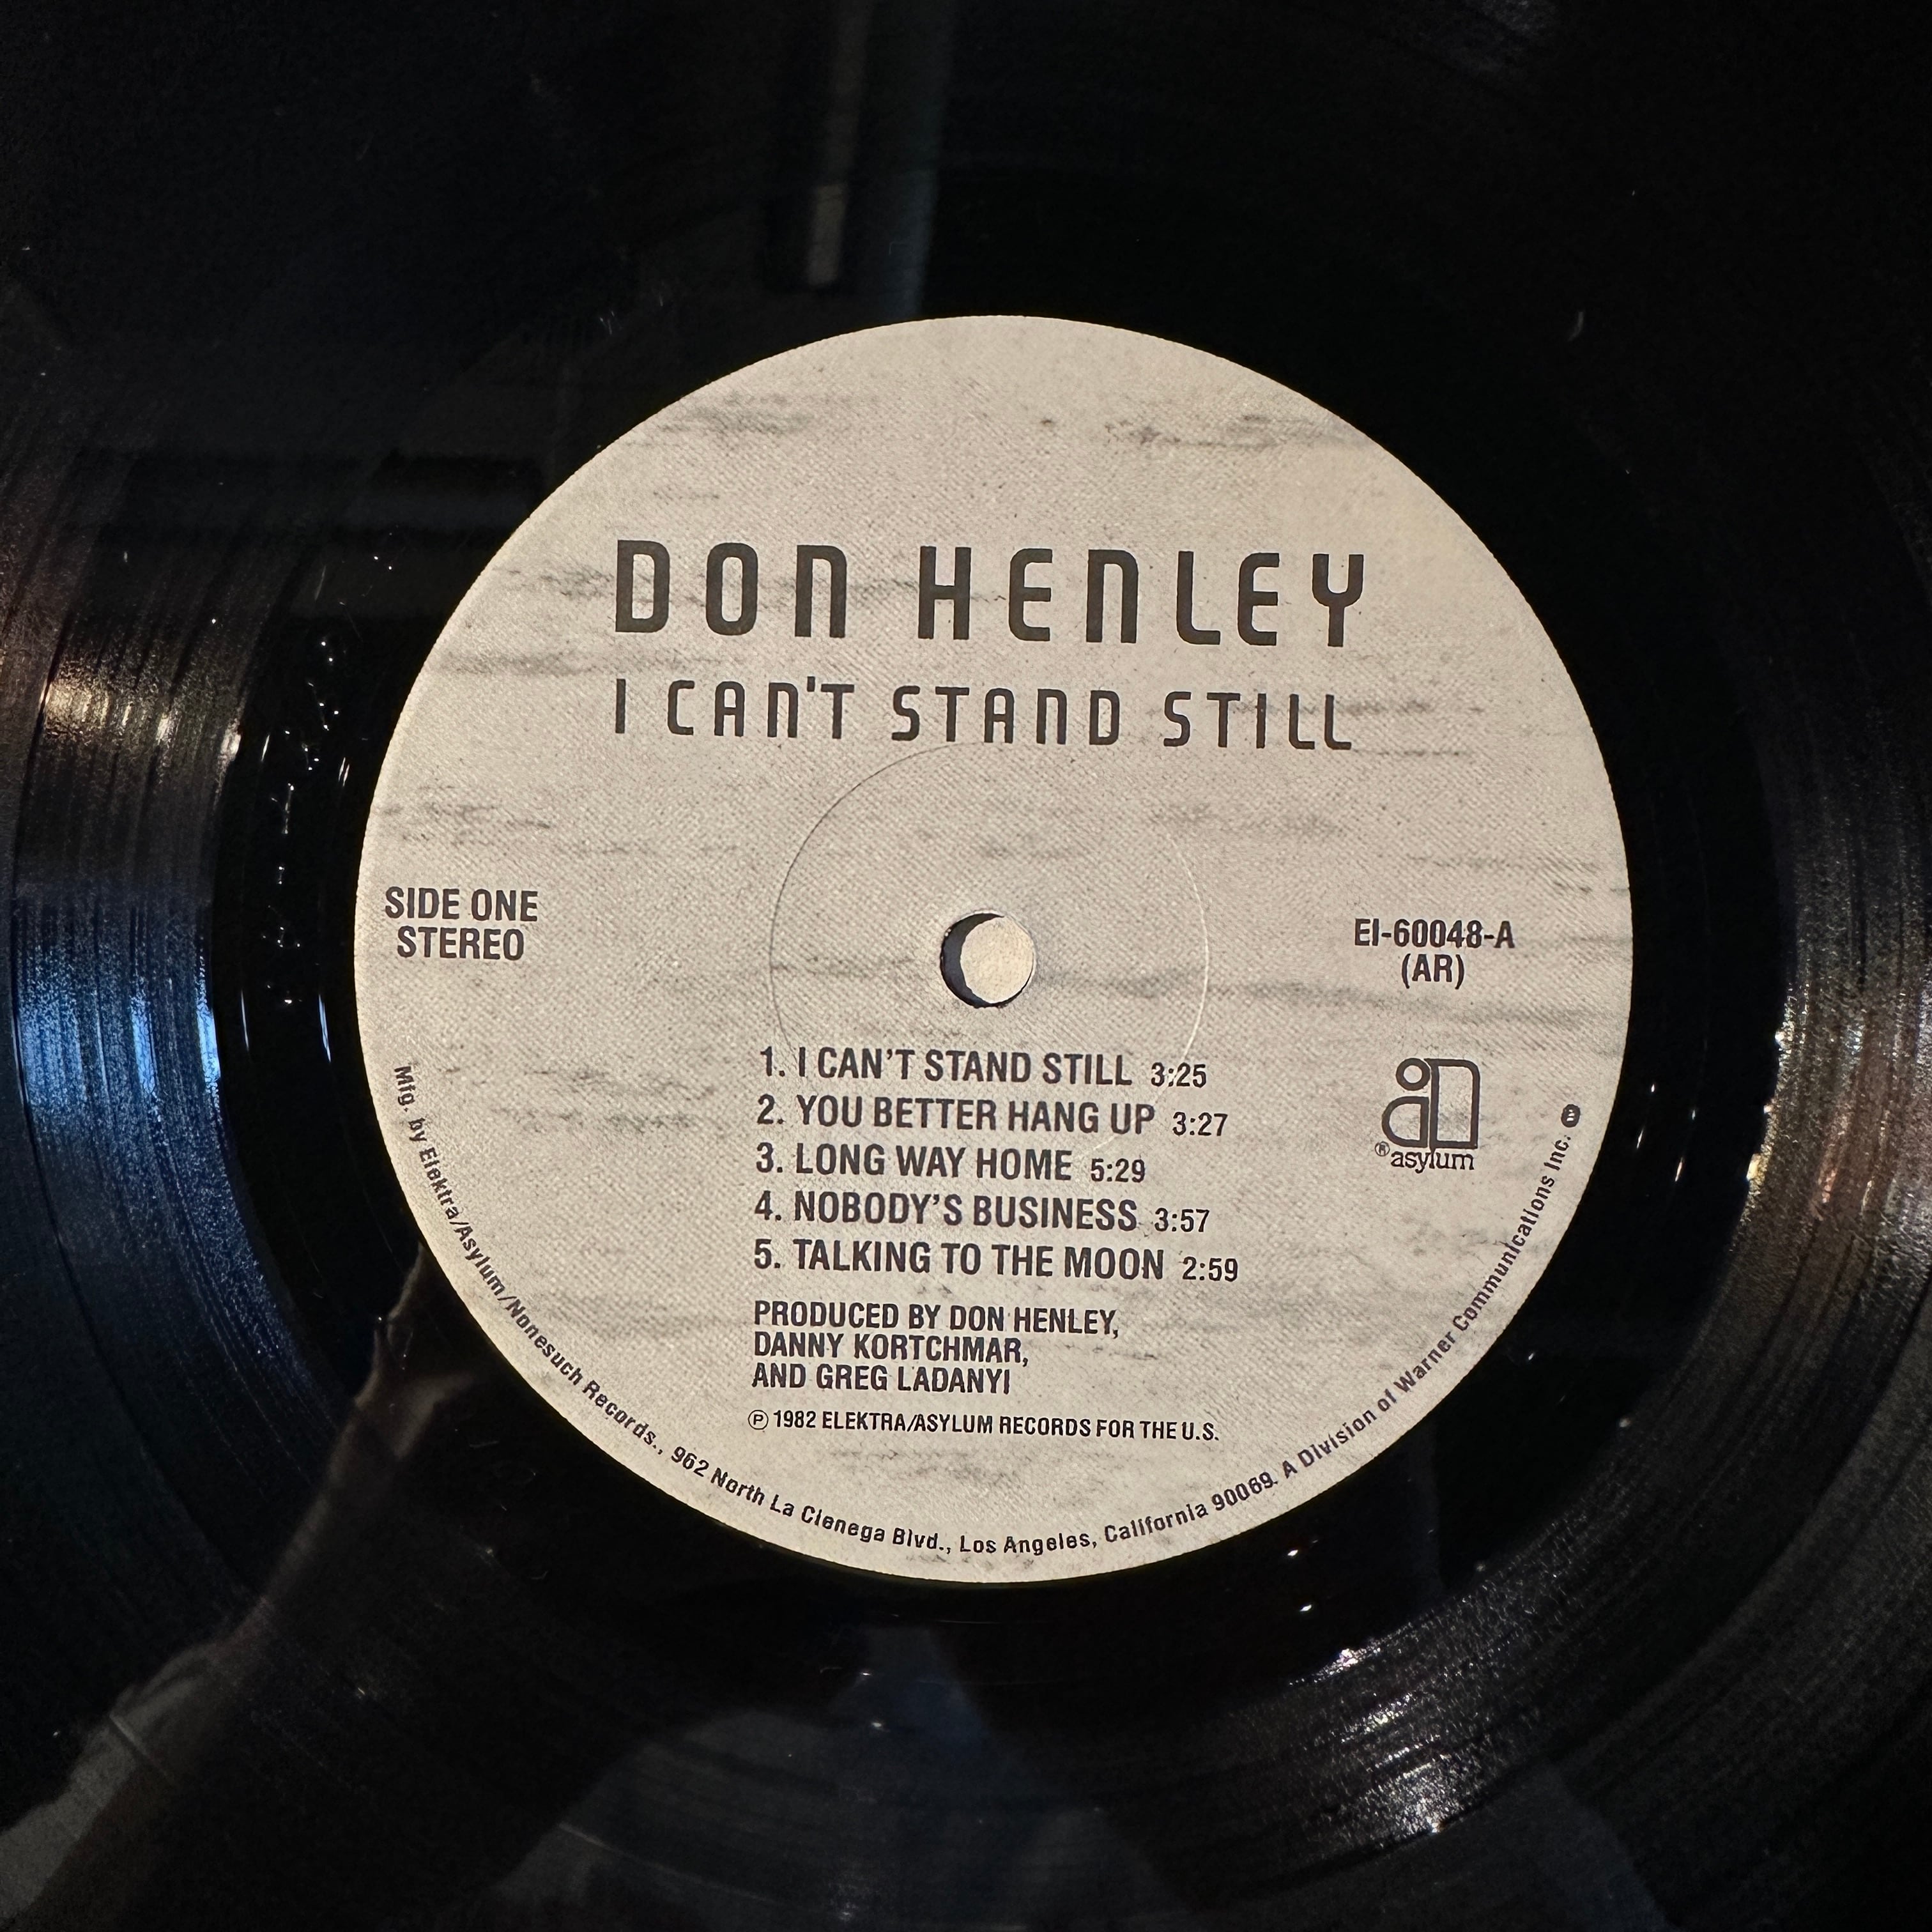 DON HENLEY
I CAN'T STAND STILL
SIDE ONE
STEREO
EI-60048-A
(AR)
1. I CAN'T STAND STILL 3:25
2. YOU BETTER HANG UP 3:27
3. LONG WAY HOME 5:29
4. NOBODY'S BUSINESS 3:57
5. TALKING TO THE MOON 2:59
® asylum
PRODUCED BY DON HENLEY,
DANNY KORTCHMAR,
AND GREG LADANYI
℗ 1982 ELEKTRA/ASYLUM RECORDS FOR THE U.S.
Mfg. by Elektra/Asylum/Nonesuch Records., 962 North La Cienega Blvd., Los Angeles, California 90069. A Division of Warner Communications Inc.